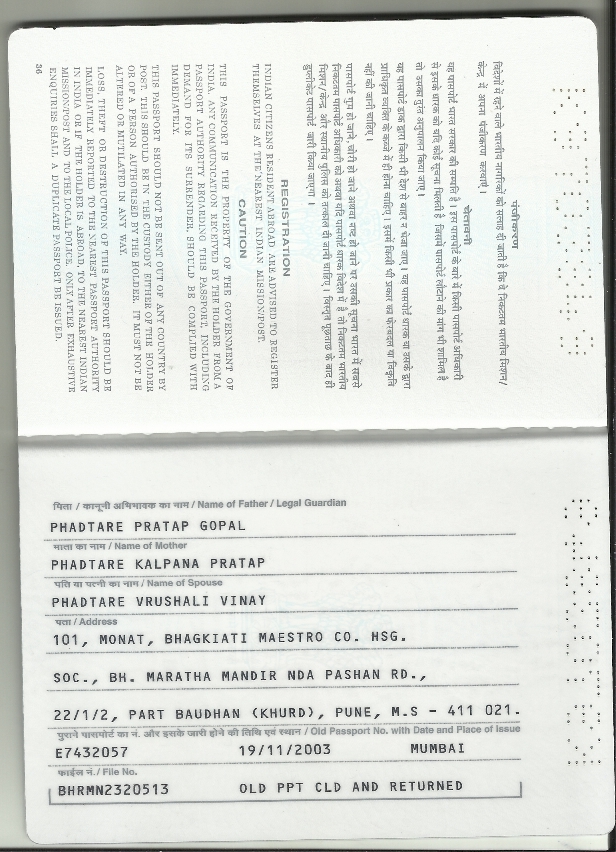 पंजीकरण
विदेशों में रहने वाले भारतीय नागरिकों को सलाह दी जाती है कि वे निकटतम भारतीय मिशन/
केन्द्र में अपना पंजीकरण करवाएँ।
चेतावनी
यह पासपोर्ट भारत सरकार की सम्पत्ति है। इस पासपोर्ट के बारे में किसी पासपोर्ट अधिकारी
से इसके धारक को यदि कोई सूचना मिलती है जिसमें पासपोर्ट लौटाने की मांग भी शामिल है
तो उसका तुरंत अनुपालन किया जाए।
यह पासपोर्ट डाक द्वारा किसी भी देश से बाहर न भेजा जाए। यह पासपोर्ट धारक या उसके द्वारा
प्राधिकृत व्यक्ति के कब्जे में ही होना चाहिए। इसमें किसी भी प्रकार का फेरबदल या विकृति
नहीं की जानी चाहिए।
पासपोर्ट गुम हो जाने चोरी हो जाने अथवा नष्ट हो जाने पर उसकी सूचना भारत में सबसे
निकटतम पासपोर्ट अधिकारी को अथवा यदि पासपोर्ट धारक विदेश में है तो निकटतम भारतीय
मिशन/केन्द्र और स्थानीय पुलिस को तत्काल दी जानी चाहिए। विस्तृत पूछताछ के बाद ही
डुप्लीकेट पासपोर्ट जारी किया जाएगा।
REGISTRATION
INDIAN CITIZENS RESIDENT ABROAD ARE ADVISED TO REGISTER
THEMSELVES AT THE NEAREST INDIAN MISSION/POST.
CAUTION
THIS PASSPORT IS THE PROPERTY OF THE GOVERNMENT OF
INDIA. ANY COMMUNICATION RECEIVED BY THE HOLDER FROM A
PASSPORT AUTHORITY REGARDING THIS PASSPORT, INCLUDING
DEMAND FOR ITS SURRENDER, SHOULD BE COMPLIED WITH
IMMEDIATELY.
THIS PASSPORT SHOULD NOT BE SENT OUT OF ANY COUNTRY BY
POST. THIS SHOULD BE IN THE CUSTODY EITHER OF THE HOLDER
OR OF A PERSON AUTHORISED BY THE HOLDER. IT MUST NOT BE
ALTERED OR MUTILATED IN ANY WAY.
LOSS, THEFT OR DESTRUCTION OF THIS PASSPORT SHOULD BE
IMMEDIATELY REPORTED TO THE NEAREST PASSPORT AUTHORITY
IN INDIA OR IF THE HOLDER IS ABROAD TO THE NEAREST INDIAN
MISSION/POST AND TO THE LOCAL POLICE. ONLY AFTER EXHAUSTIVE
ENQUIRIES SHALL A DUPLICATE PASSPORT BE ISSUED.
36
पिता / कानूनी अभिभावक का नाम / Name of Father / Legal Guardian
PHADTARE PRATAP GOPAL
माता का नाम / Name of Mother
PHADTARE KALPANA PRATAP
पति या पत्नी का नाम / Name of Spouse
PHADTARE VRUSHALI VINAY
पता / Address
101, MONAT, BHAGKIATI MAESTRO CO. HSG.
SOC., BH. MARATHA MANDIR NDA PASHAN RD.,
22/1/2, PART BAUDHAN (KHURD), PUNE, M.S - 411 021.
पुराने पासपोर्ट का नं. और इसके जारी होने की तिथि एवं स्थान / Old Passport No. with Date and Place of Issue
E7432057 19/11/2003 MUMBAI
फाईल नं./ File No.
BHRMN2320513 OLD PPT CLD AND RETURNED